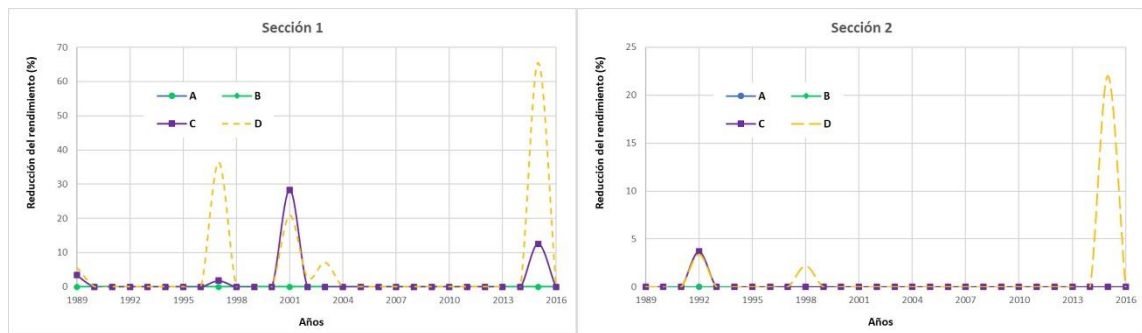 Sección 1
Reducción del rendimiento (%)
70
60
50
40
30
20
10
0
A B
C D
1989 1992 1995 1998 2001 2004 2007 2010 2013 2016
Años
Sección 2
Reducción del rendimiento (%)
25
20
15
10
5
0
A B
C D
1989 1992 1995 1998 2001 2004 2007 2010 2013 2016
Años